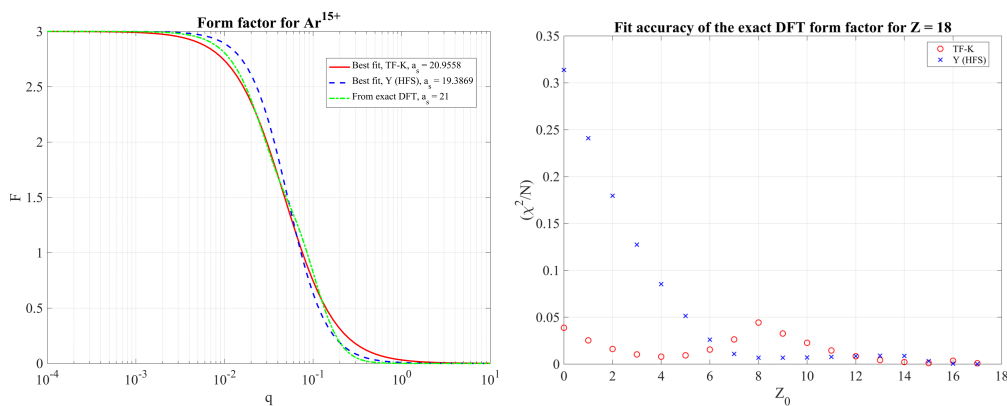 Form factor for Ar15+
3
2.5
2
1.5
1
0.5
0
F
10-4
10-3
10-2
10-1
100
101
q
Best fit, TF-K, a_s = 20.9558
Best fit, Y (HFS), a_s = 19.3869
From exact DFT, a_s = 21
Fit accuracy of the exact DFT form factor for Z = 18
0.35
0.3
0.25
0.2
0.15
0.1
0.05
0
(χ2/N)
0
2
4
6
8
10
12
14
16
18
Z0
TF-K
Y (HFS)